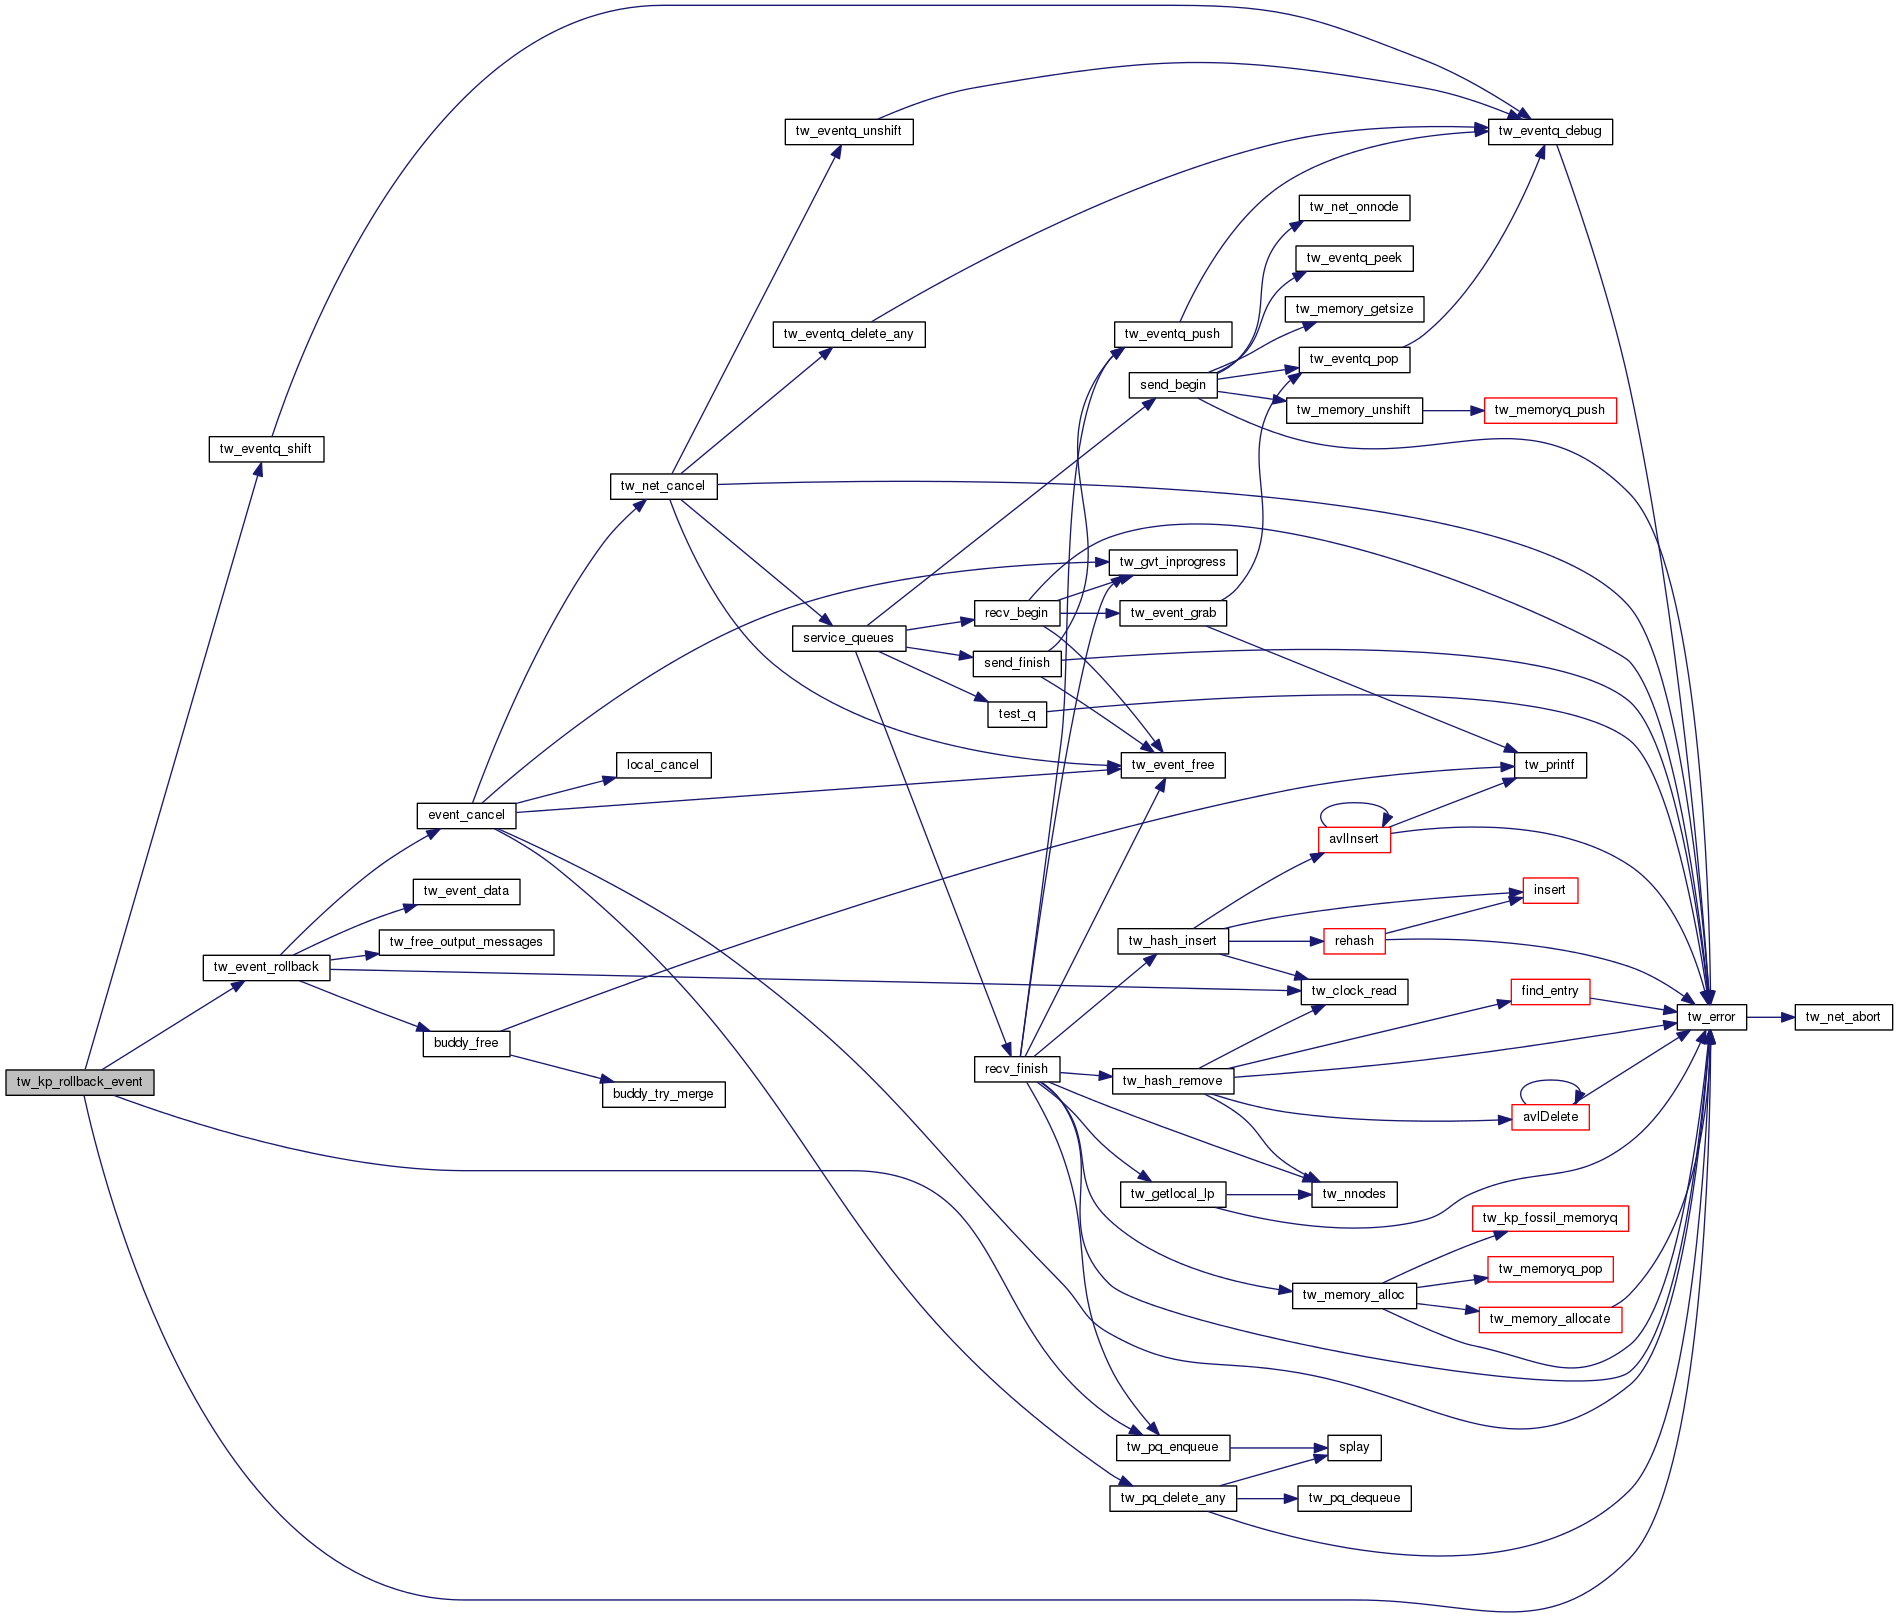 tw_eventq_unshift
tw_eventq_debug
tw_net_onnode
tw_eventq_peek
tw_memory_getsize
tw_eventq_delete_any
tw_eventq_push
tw_eventq_pop
send_begin
tw_memory_unshift
tw_memoryq_push
tw_eventq_shift
tw_net_cancel
tw_gvt_inprogress
recv_begin
tw_event_grab
service_queues
send_finish
test_q
local_cancel
tw_event_free
tw_printf
event_cancel
avlInsert
tw_event_data
insert
tw_free_output_messages
tw_hash_insert
rehash
tw_event_rollback
tw_clock_read
find_entry
tw_error
tw_net_abort
buddy_free
recv_finish
tw_kp_rollback_event
tw_hash_remove
buddy_try_merge
avlDelete
tw_getlocal_lp
tw_nnodes
tw_kp_fossil_memoryq
tw_memoryq_pop
tw_memory_alloc
tw_memory_allocate
tw_pq_enqueue
splay
tw_pq_delete_any
tw_pq_dequeue